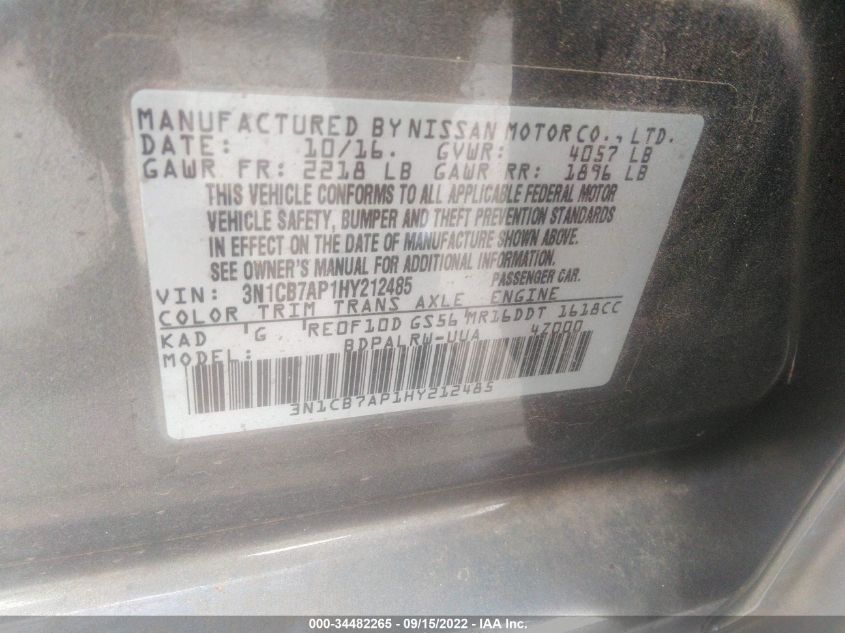 MANUFACTURED BY NISSAN MOTOR CO., LTD.
DATE: 10/16. GVWR: 4057 LB
GAWR FR: 2218 LB GAWR RR: 1896 LB
THIS VEHICLE CONFORMS TO ALL APPLICABLE FEDERAL MOTOR
VEHICLE SAFETY, BUMPER AND THEFT PREVENTION STANDARDS
IN EFFECT ON THE DATE OF MANUFACTURE SHOWN ABOVE.
SEE OWNER'S MANUAL FOR ADDITIONAL INFORMATION.
VIN: 3N1CB7AP1HY212485 PASSENGER CAR.
COLOR TRIM TRANS AXLE ENGINE
KAD G RE0F10D GS56 MR16DDT 1618CC
MODEL: BDPALRW-UUA 47000
3N1CB7AP1HY212485
000-34482265 - 09/15/2022 - IAA Inc.